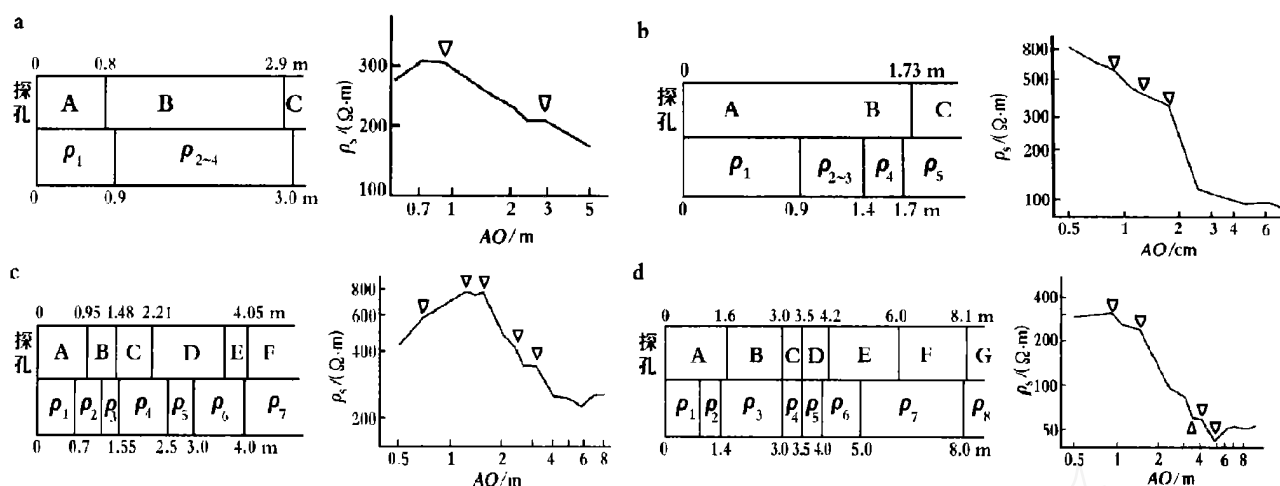 a
0 0.8 2.9 m
探孔
A B C
ρ1 ρ2~4
0 0.9 3.0 m
ρs/(Ω·m)
300
200
100
0.7 1 2 3 5
AO/m
b
0 1.73 m
探孔
A B C
ρ1 ρ2~3 ρ4 ρ5
0 0.9 1.4 1.7 m
ρs/(Ω·m)
800
500
300
100
0.5 1 2 3 4 6
AO/cm
c
0 0.95 1.48 2.21 4.05 m
探孔
A B C D E F
ρ1 ρ2 ρ3 ρ4 ρ5 ρ6 ρ7
0 0.7 1.55 2.5 3.0 4.0 m
ρs/(Ω·m)
800
600
400
200
0.5 1 2 4 6 8
AO/m
d
0 1.6 3.0 3.5 4.2 6.0 8.1 m
探孔
A B C D E F G
ρ1 ρ2 ρ3 ρ4 ρ5 ρ6 ρ7 ρ8
0 1.4 3.0 3.5 4.0 5.0 8.0 m
ρs/(Ω·m)
400
300
100
50
0.5 1 2 4 6 8
AO/m